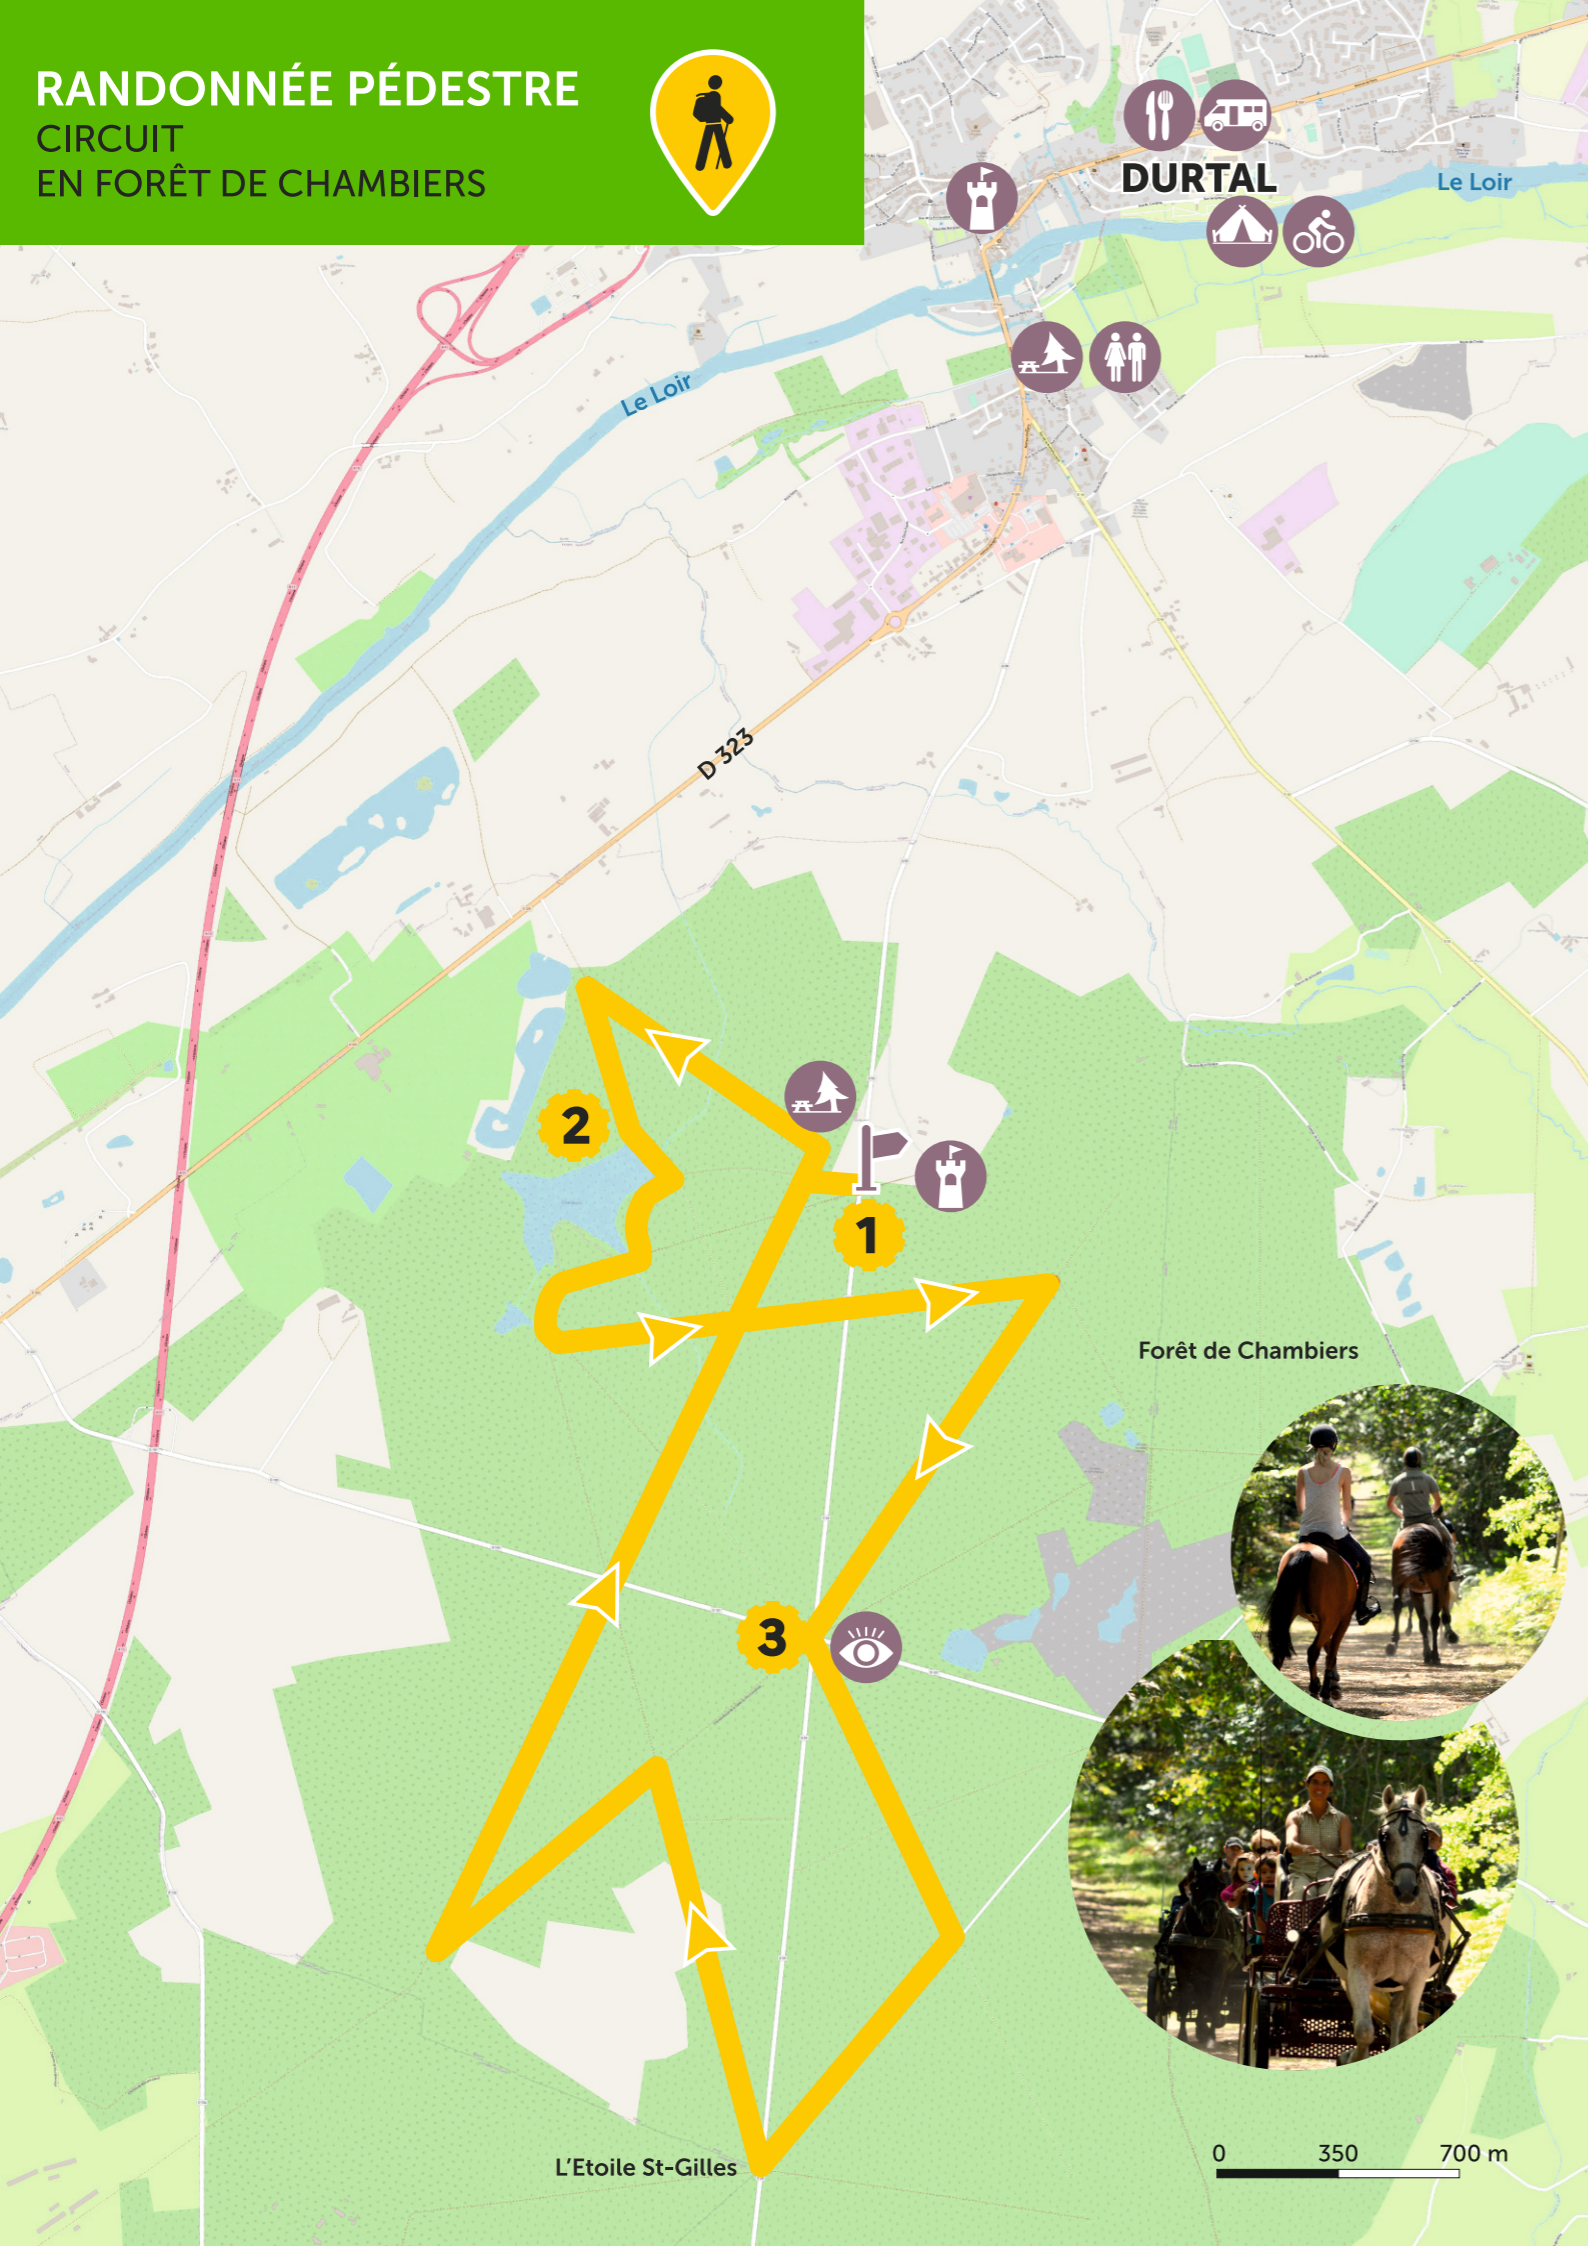 RANDONNÉE PÉDESTRE
CIRCUIT
EN FORÊT DE CHAMBIERS
DURTAL
Le Loir
Le Loir
D 323
2
1
Forêt de Chambiers
3
L'Etoile St-Gilles
0 350 700 m